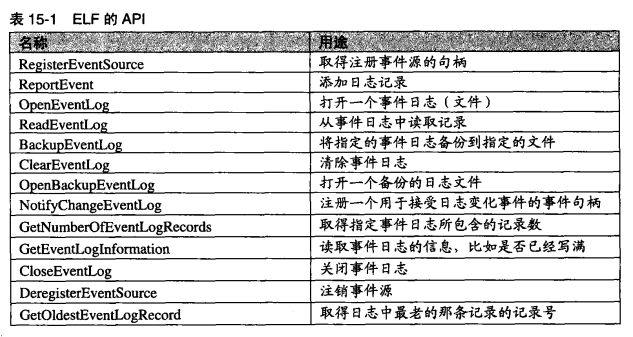 表 15-1 ELF 的 API
名称 用途
RegisterEventSource 取得注册事件源的句柄
ReportEvent 添加日志记录
OpenEventLog 打开一个事件日志（文件）
ReadEventLog 从事件日志中读取记录
BackupEventLog 将指定的事件日志备份到指定的文件
ClearEventLog 清除事件日志
OpenBackupEventLog 打开一个备份的日志文件
NotifyChangeEventLog 注册一个用于接受日志变化事件的事件句柄
GetNumberOfEventLogRecords 取得指定事件日志所包含的记录数
GetEventLogInformation 读取事件日志的信息，比如是否已经写满
CloseEventLog 关闭事件日志
DeregisterEventSource 注销事件源
GetOldestEventLogRecord 取得日志中最老的那条记录的记录号